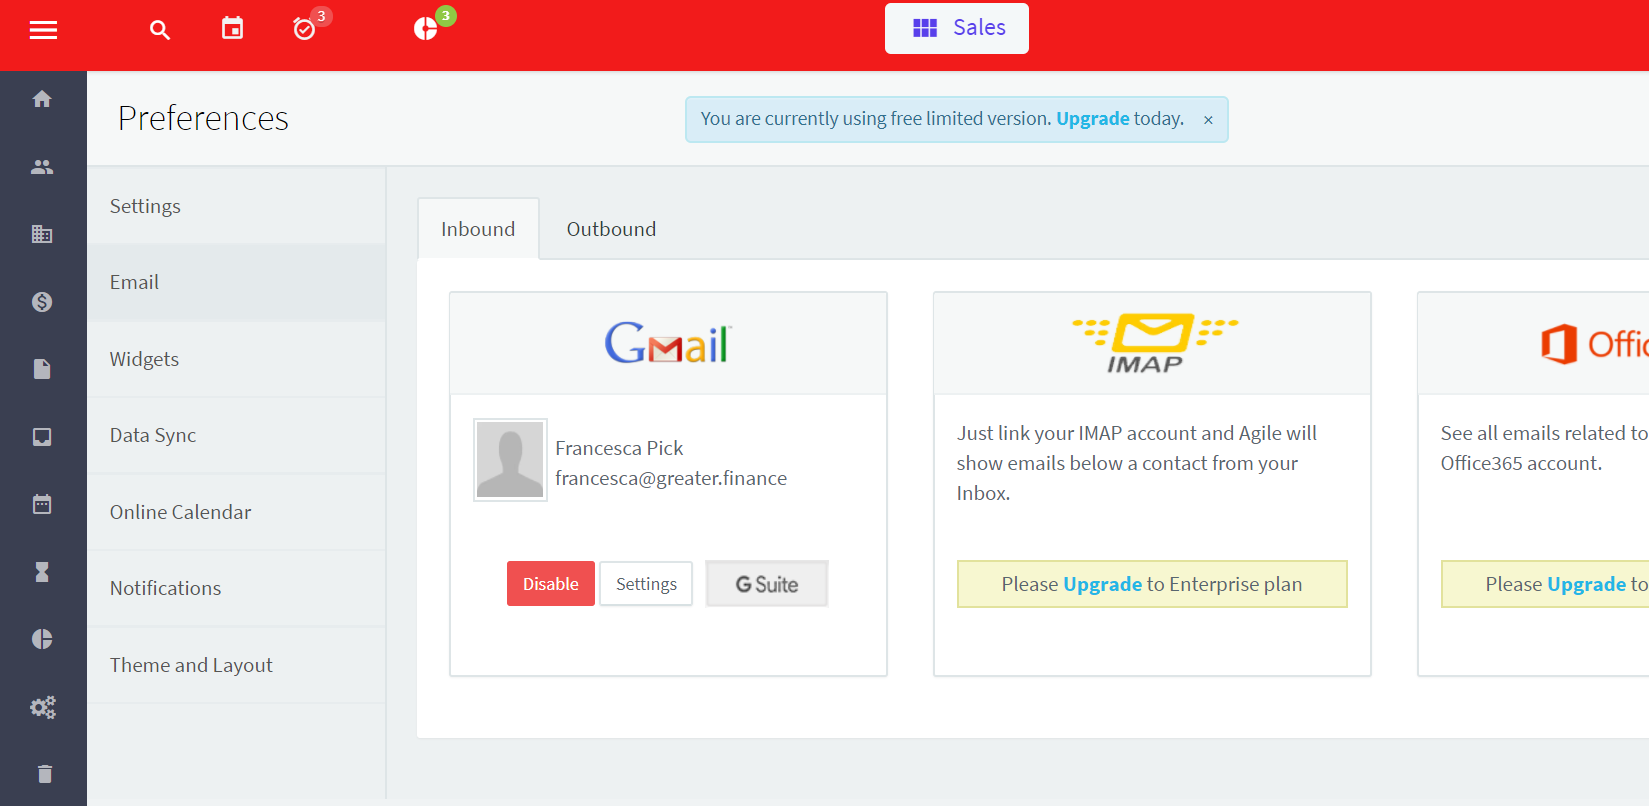 3
3
Sales
Preferences
You are currently using free limited version. Upgrade today. ×
Settings
Email
Widgets
Data Sync
Online Calendar
Notifications
Theme and Layout
Inbound
Outbound
Gmail
Francesca Pick
francesca@greater.finance
Disable
Settings
G Suite
IMAP
Just link your IMAP account and Agile will
show emails below a contact from your
Inbox.
Please Upgrade to Enterprise plan
Offic
See all emails related to
Office365 account.
Please Upgrade to